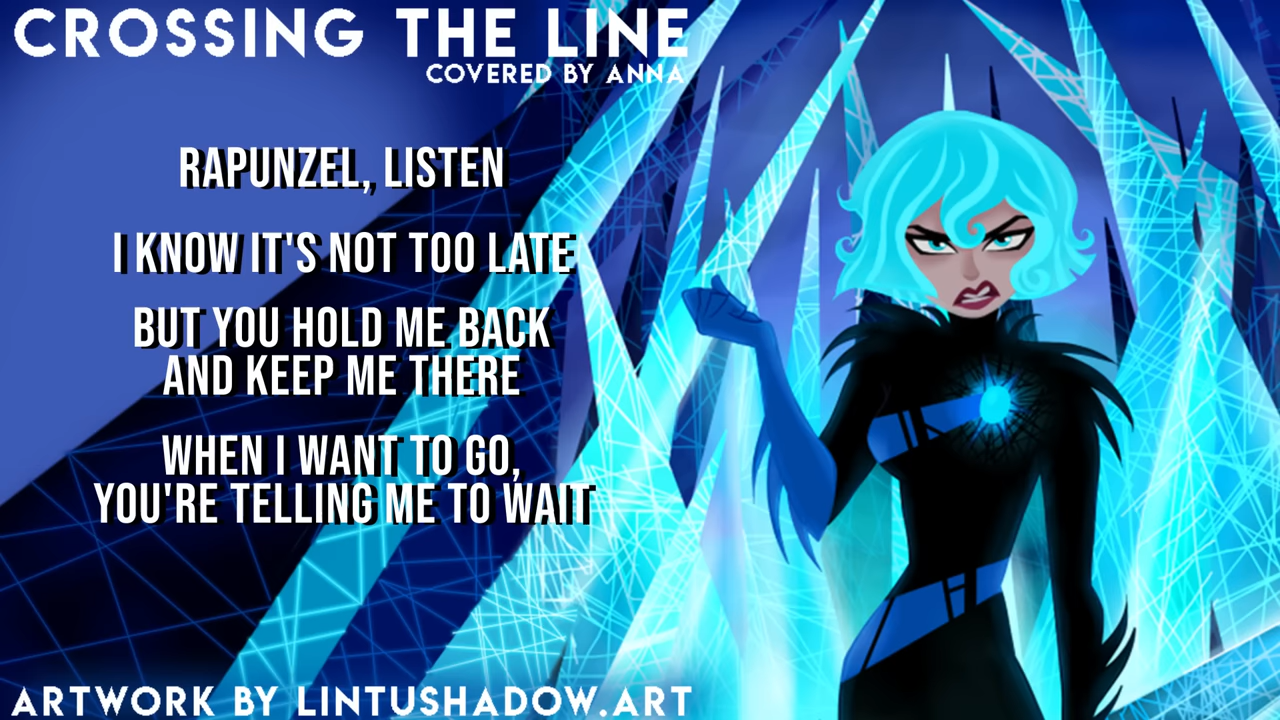 CROSSING THE LINE
COVERED BY ANNA
RAPUNZEL, LISTEN
I KNOW IT'S NOT TOO LATE
BUT YOU HOLD ME BACK
AND KEEP ME THERE
WHEN I WANT TO GO,
YOU'RE TELLING ME TO WAIT
ARTWORK BY LINTUSHADOW.ART